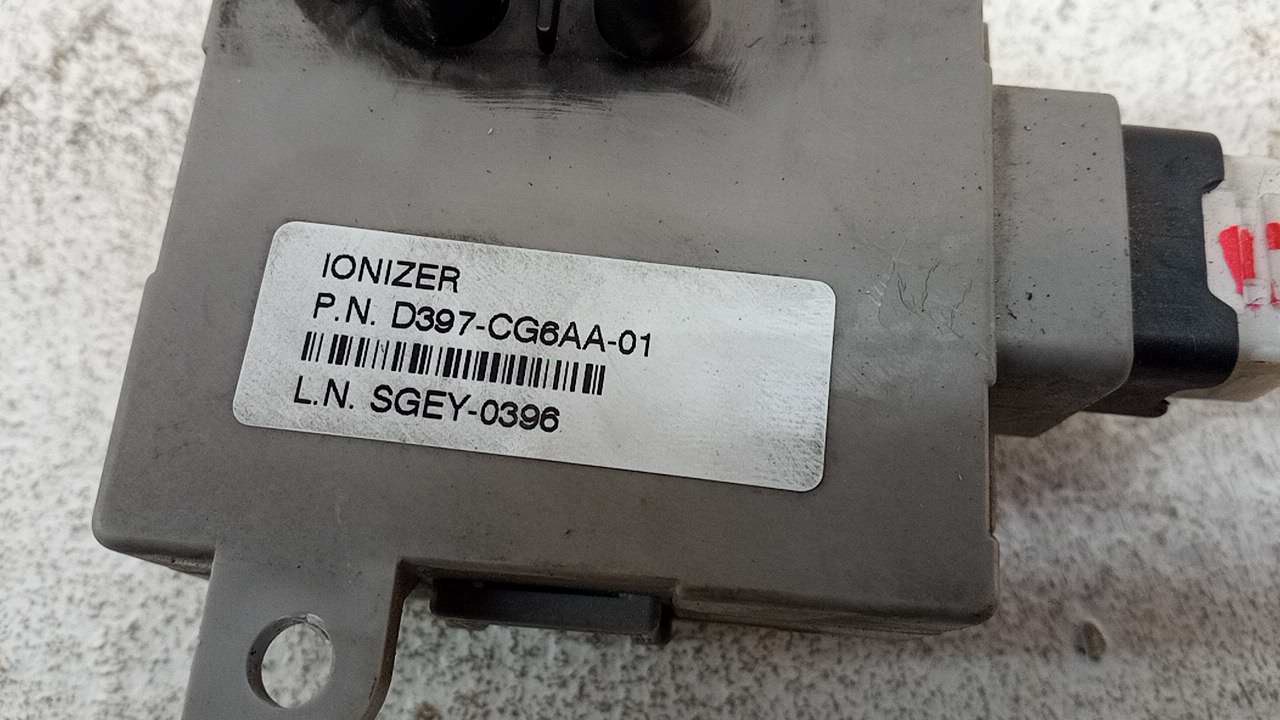 IONIZER
P.N. D397-CG6AA-01
L.N. SGEY-0396